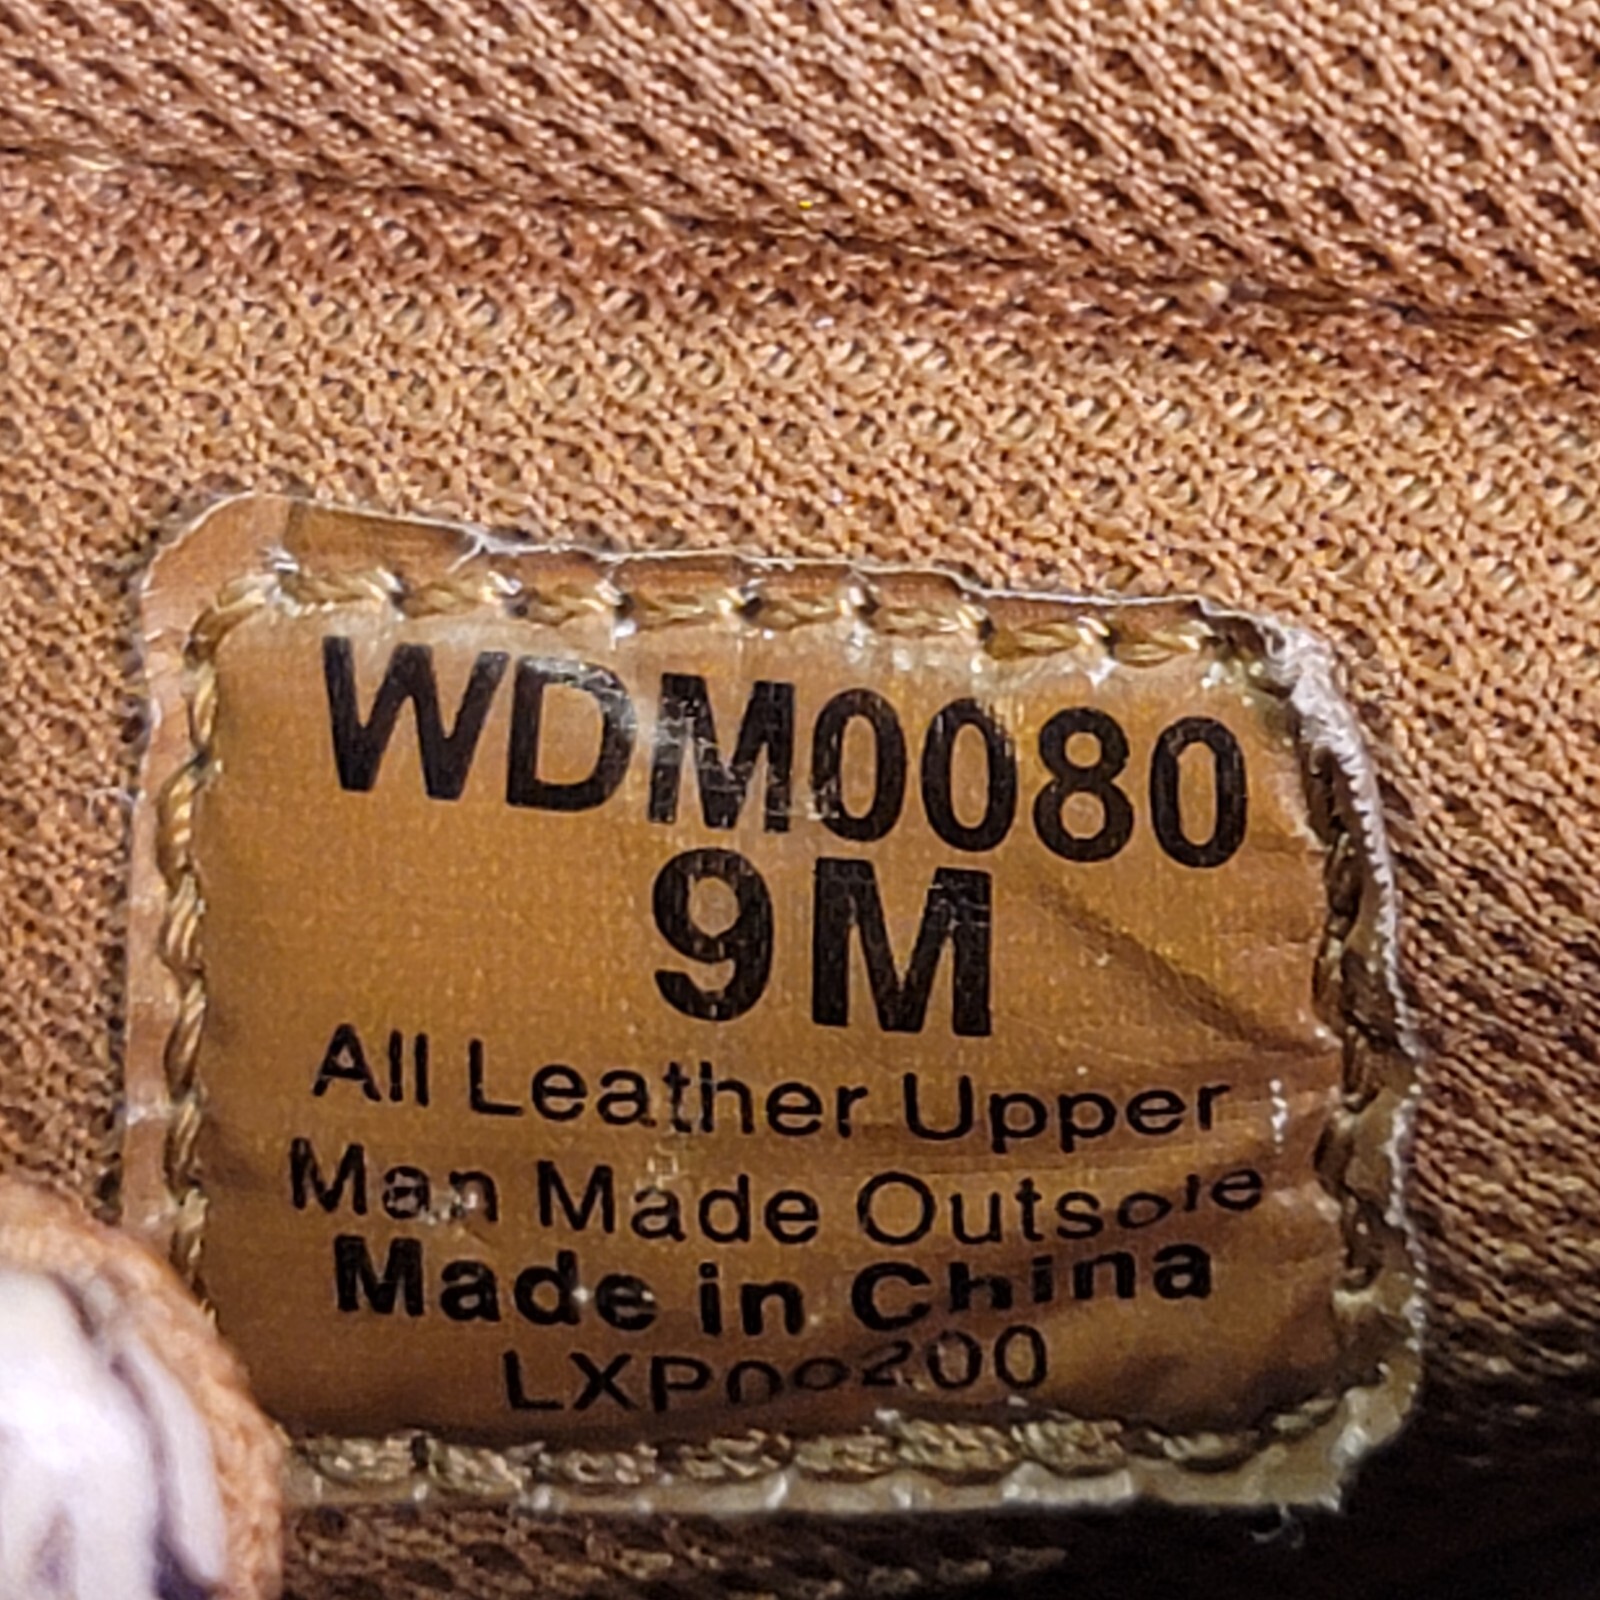 WDM0080
9M
All Leather Upper
Man Made Outsole
Made in China
LXP00200